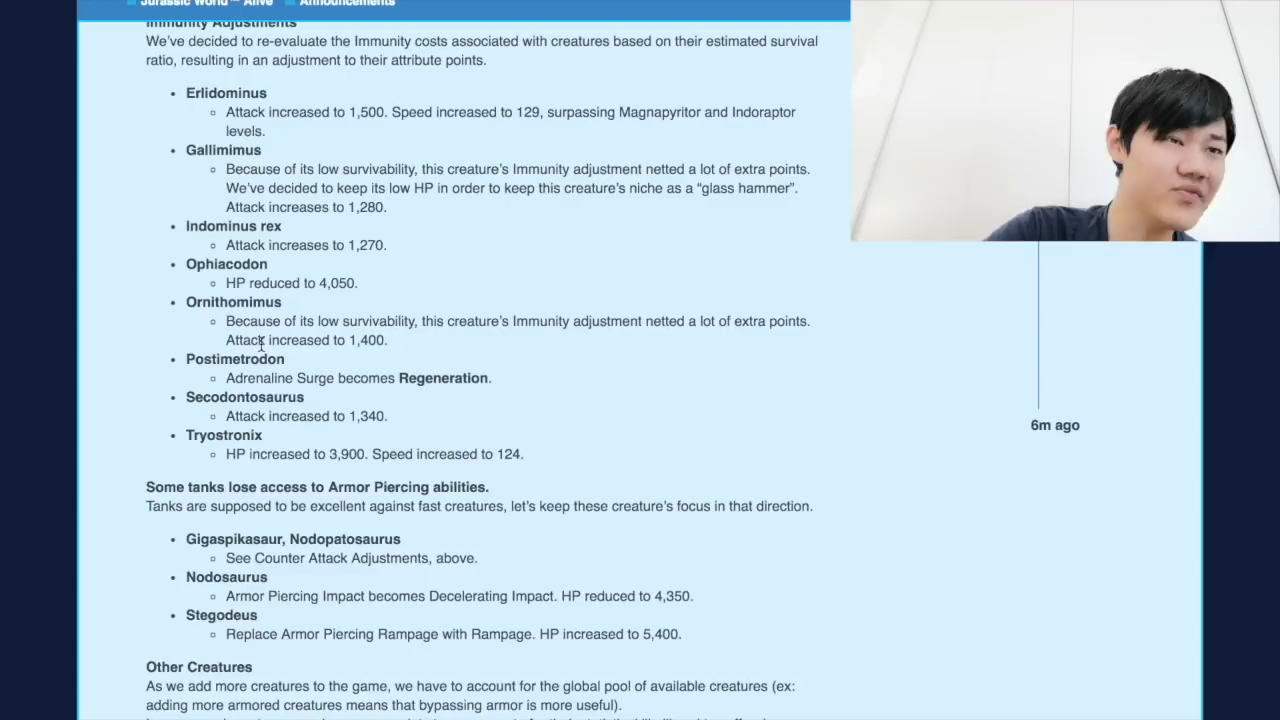 Jurassic World™ Alive Announcements
Immunity Adjustments
We've decided to re-evaluate the Immunity costs associated with creatures based on their estimated survival
ratio, resulting in an adjustment to their attribute points.
Erlidominus
Attack increased to 1,500. Speed increased to 129, surpassing Magnapyritor and Indoraptor
levels.
Gallimimus
Because of its low survivability, this creature's Immunity adjustment netted a lot of extra points.
We've decided to keep its low HP in order to keep this creature's niche as a “glass hammer”.
Attack increases to 1,280.
Indominus rex
Attack increases to 1,270.
Ophiacodon
HP reduced to 4,050.
Ornithomimus
Because of its low survivability, this creature's Immunity adjustment netted a lot of extra points.
Attack increased to 1,400.
Postimetrodon
Adrenaline Surge becomes Regeneration.
Secodontosaurus
Attack increased to 1,340.
Tryostronix
HP increased to 3,900. Speed increased to 124.
6m ago
Some tanks lose access to Armor Piercing abilities.
Tanks are supposed to be excellent against fast creatures, let's keep these creature's focus in that direction.
Gigaspikasaur, Nodopatosaurus
See Counter Attack Adjustments, above.
Nodosaurus
Armor Piercing Impact becomes Decelerating Impact. HP reduced to 4,350.
Stegodeus
Replace Armor Piercing Rampage with Rampage. HP increased to 5,400.
Other Creatures
As we add more creatures to the game, we have to account for the global pool of available creatures (ex:
adding more armored creatures means that bypassing armor is more useful).